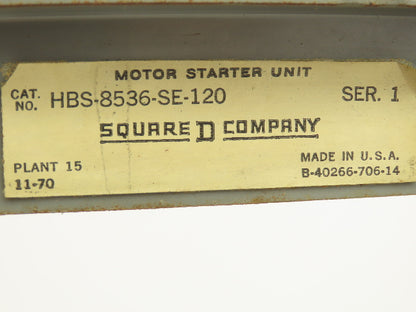 MOTOR STARTER UNIT
CAT. NO. HBS-8536-SE-120 SER. 1
SQUARE D COMPANY
PLANT 15 MADE IN U.S.A.
11-70 B-40266-706-14